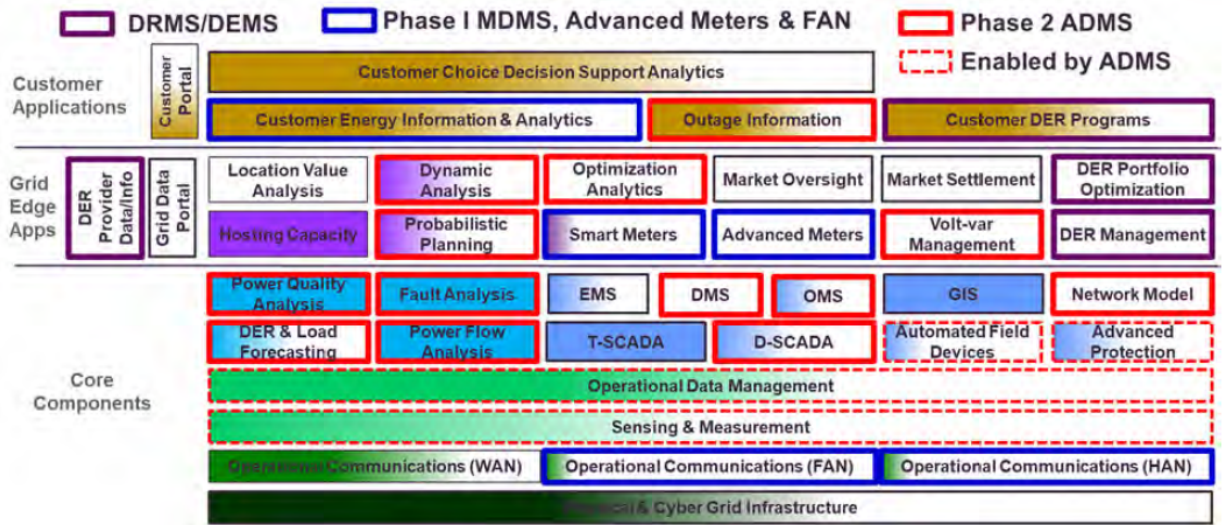 DRMS/DEMS
Phase I MDMS, Advanced Meters & FAN
Phase 2 ADMS
Enabled by ADMS
Customer
Applications
Customer
Portal
Customer Choice Decision Support Analytics
Customer Energy Information & Analytics
Outage Information
Customer DER Programs
Grid
Edge
Apps
DER
Provider
Data/Info
Grid Data
Portal
Location Value
Analysis
Dynamic
Analysis
Optimization
Analytics
Market Oversight
Market Settlement
DER Portfolio
Optimization
Hosting Capacity
Probabilistic
Planning
Smart Meters
Advanced Meters
Volt-var
Management
DER Management
Core
Components
Power Quality
Analysis
Fault Analysis
EMS
DMS
OMS
GIS
Network Model
DER & Load
Forecasting
Power Flow
Analysis
T-SCADA
D-SCADA
Automated Field
Devices
Advanced
Protection
Operational Data Management
Sensing & Measurement
Operational Communications (WAN)
Operational Communications (FAN)
Operational Communications (HAN)
Physical & Cyber Grid Infrastructure